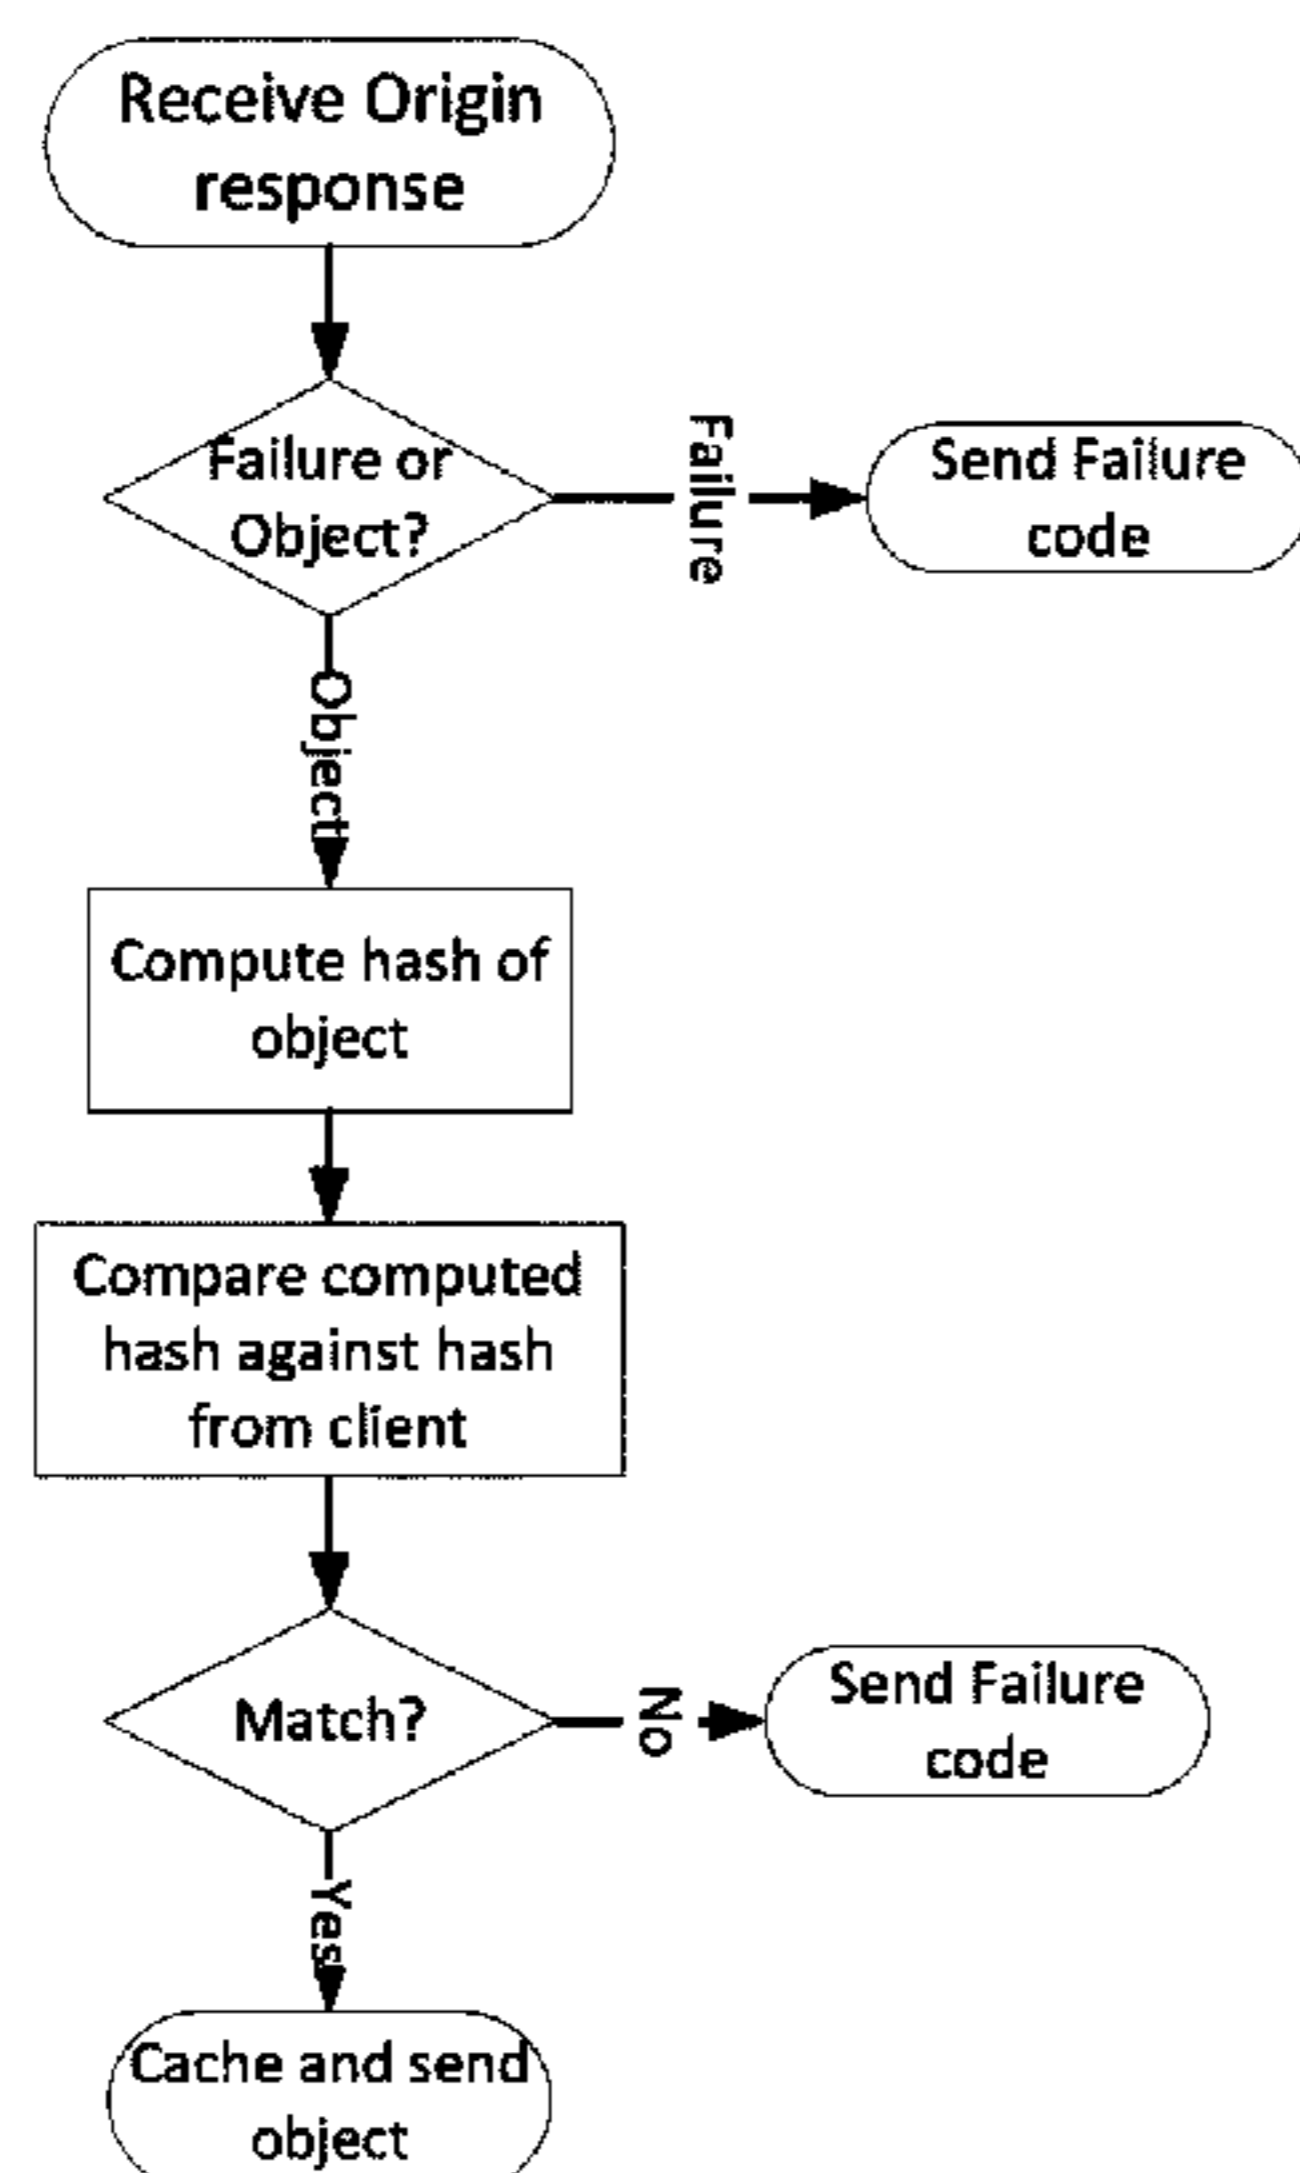 Receive Origin
response
Failure or
Object?
Failure
Send Failure
code
Object
Compute hash of
object
Compare computed
hash against hash
from client
Match?
No
Send Failure
code
Yes
Cache and send
object